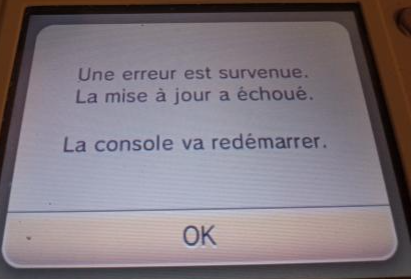 Une erreur est survenue.
La mise à jour a échoué.
La console va redémarrer.
OK